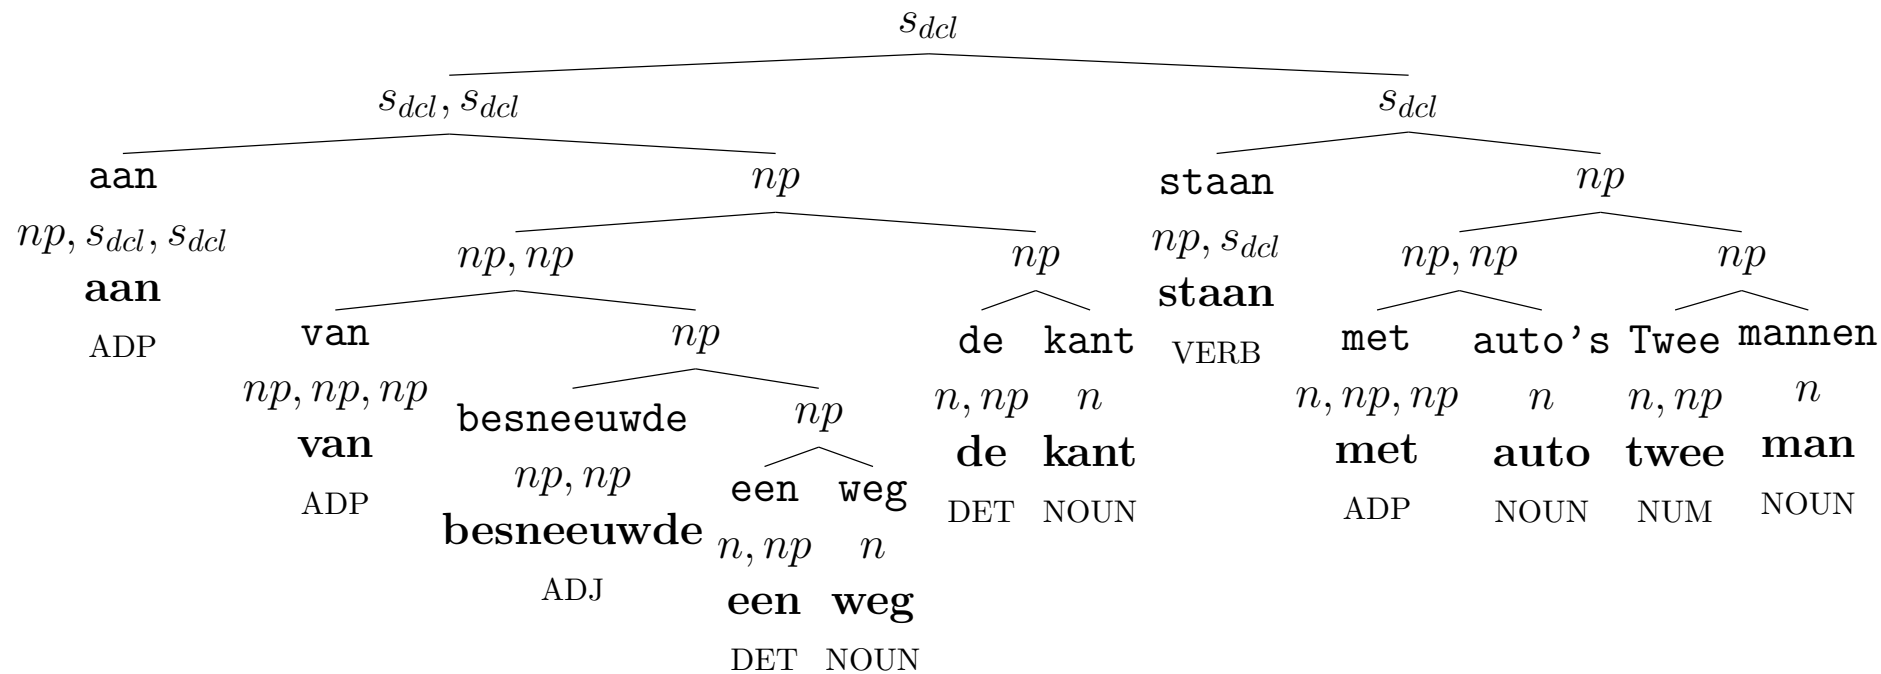 s_dcl
s_dcl, s_dcl s_dcl
aan np staan np
np, s_dcl, s_dcl np, np np np, s_dcl np, np np
aan van np de kant staan met auto's Twee mannen
ADP np, np, np besneeuwde np n, np n VERB n, np, np n n, np n
van np, np een weg de kant met auto twee man
ADP besneeuwde n, np n DET NOUN ADP NOUN NUM NOUN
ADJ een weg
DET NOUN